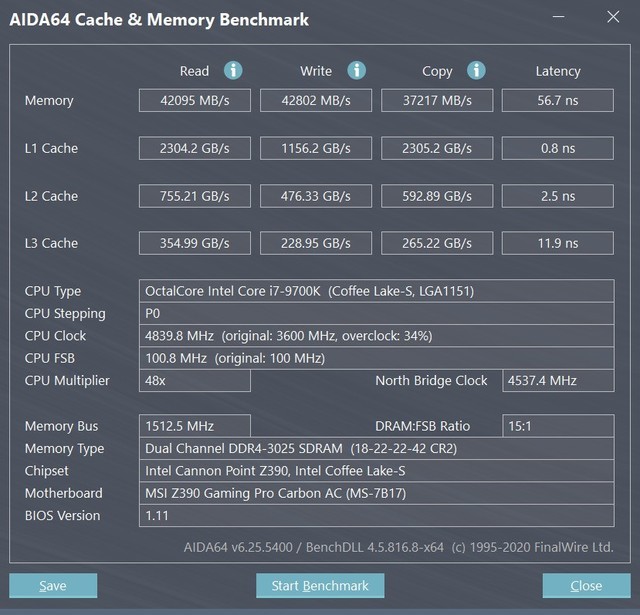 AIDA64 Cache & Memory Benchmark
Read Write Copy Latency
Memory 42095 MB/s 42802 MB/s 37217 MB/s 56.7 ns
L1 Cache 2304.2 GB/s 1156.2 GB/s 2305.2 GB/s 0.8 ns
L2 Cache 755.21 GB/s 476.33 GB/s 592.89 GB/s 2.5 ns
L3 Cache 354.99 GB/s 228.95 GB/s 265.22 GB/s 11.9 ns
CPU Type OctalCore Intel Core i7-9700K (Coffee Lake-S, LGA1151)
CPU Stepping P0
CPU Clock 4839.8 MHz (original: 3600 MHz, overclock: 34%)
CPU FSB 100.8 MHz (original: 100 MHz)
CPU Multiplier 48x North Bridge Clock 4537.4 MHz
Memory Bus 1512.5 MHz DRAM:FSB Ratio 15:1
Memory Type Dual Channel DDR4-3025 SDRAM (18-22-22-42 CR2)
Chipset Intel Cannon Point Z390, Intel Coffee Lake-S
Motherboard MSI Z390 Gaming Pro Carbon AC (MS-7B17)
BIOS Version 1.11
AIDA64 v6.25.5400 / BenchDLL 4.5.816.8-x64 (c) 1995-2020 FinalWire Ltd.
Save Start Benchmark Close